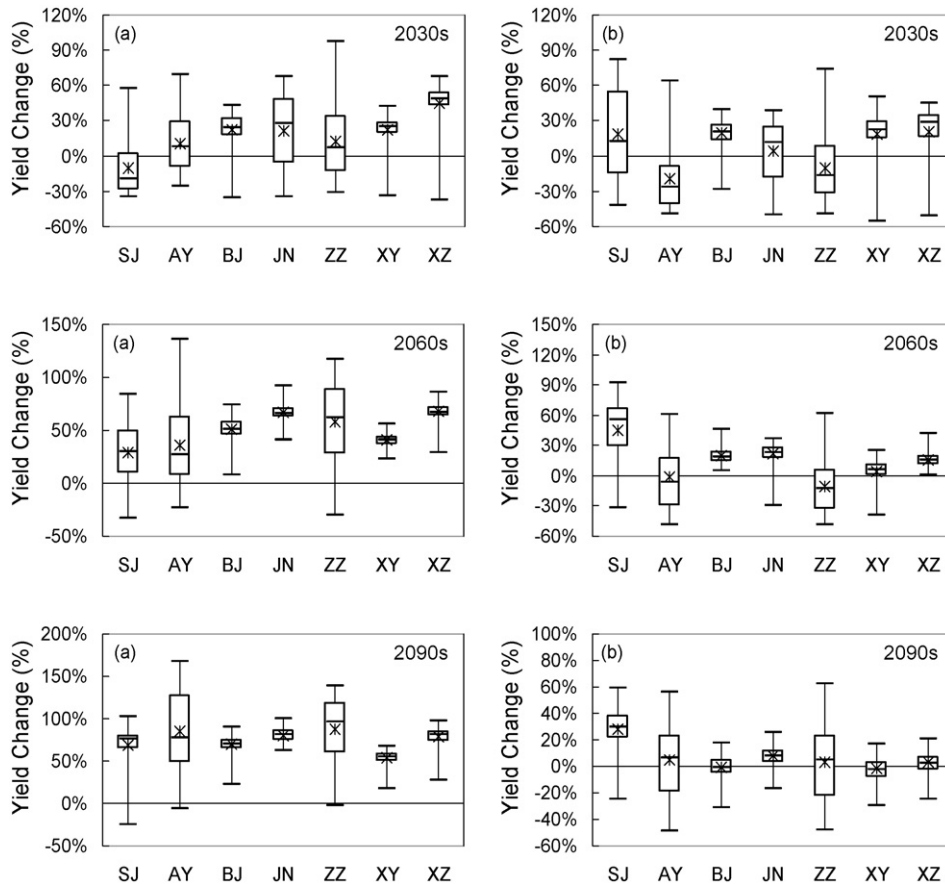 (a) 2030s
Yield Change (%)
120%
90%
60%
30%
0%
-30%
-60%
SJ AY BJ JN ZZ XY XZ
(b) 2030s
Yield Change (%)
120%
90%
60%
30%
0%
-30%
-60%
SJ AY BJ JN ZZ XY XZ
(a) 2060s
Yield Change (%)
150%
100%
50%
0%
-50%
SJ AY BJ JN ZZ XY XZ
(b) 2060s
Yield Change (%)
150%
120%
90%
60%
30%
0%
-30%
-60%
SJ AY BJ JN ZZ XY XZ
(a) 2090s
Yield Change (%)
200%
150%
100%
50%
0%
-50%
SJ AY BJ JN ZZ XY XZ
(b) 2090s
Yield Change (%)
100%
80%
60%
40%
20%
0%
-20%
-40%
-60%
SJ AY BJ JN ZZ XY XZ